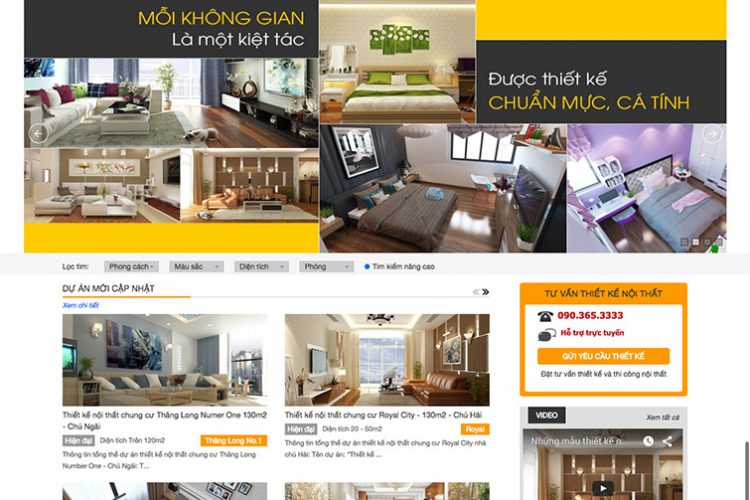 MỖI KHÔNG GIAN
Là một kiệt tác
Được thiết kế
CHUẨN MỰC, CÁ TÍNH
Lọc tìm: Phong cách Màu sắc Diện tích Phòng Tìm kiếm nâng cao
DỰ ÁN MỚI CẬP NHẬT
Xem chi tiết
Thiết kế nội thất chung cư Thăng Long Numer One 130m2 - Chú Ngãi
Hiện đại Diện tích Trên 120m2 Thăng Long No.1
Thông tin tổng thể dự án thiết kế nội thất chung cư Thăng Long Number One - Chú Ngãi: T...
Thiết kế nội thất chung cư Royal City - 130m2 - Chú Hải
Hiện đại Diện tích 20 - 50m2 Royal
Thông tin tổng thể dự án thiết kế nội thất chung cư Royal City nhà chú Hải: Tên dự án: "Thiết kế ...
TƯ VẤN THIẾT KẾ NỘI THẤT
090.365.3333
Hỗ trợ trực tuyến
GỬI YÊU CẦU THIẾT KẾ
Đặt tư vấn thiết kế và thi công nội thất
VIDEO Xem tất cả
Những mẫu thiết kế n...